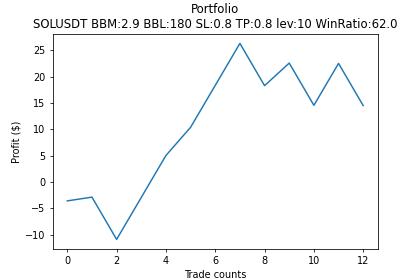 Portfolio
SOLUSDT BBM:2.9 BBL:180 SL:0.8 TP:0.8 lev:10 WinRatio:62.0
Profit ($)
25
20
15
10
5
0
−5
−10
0 2 4 6 8 10 12
Trade counts